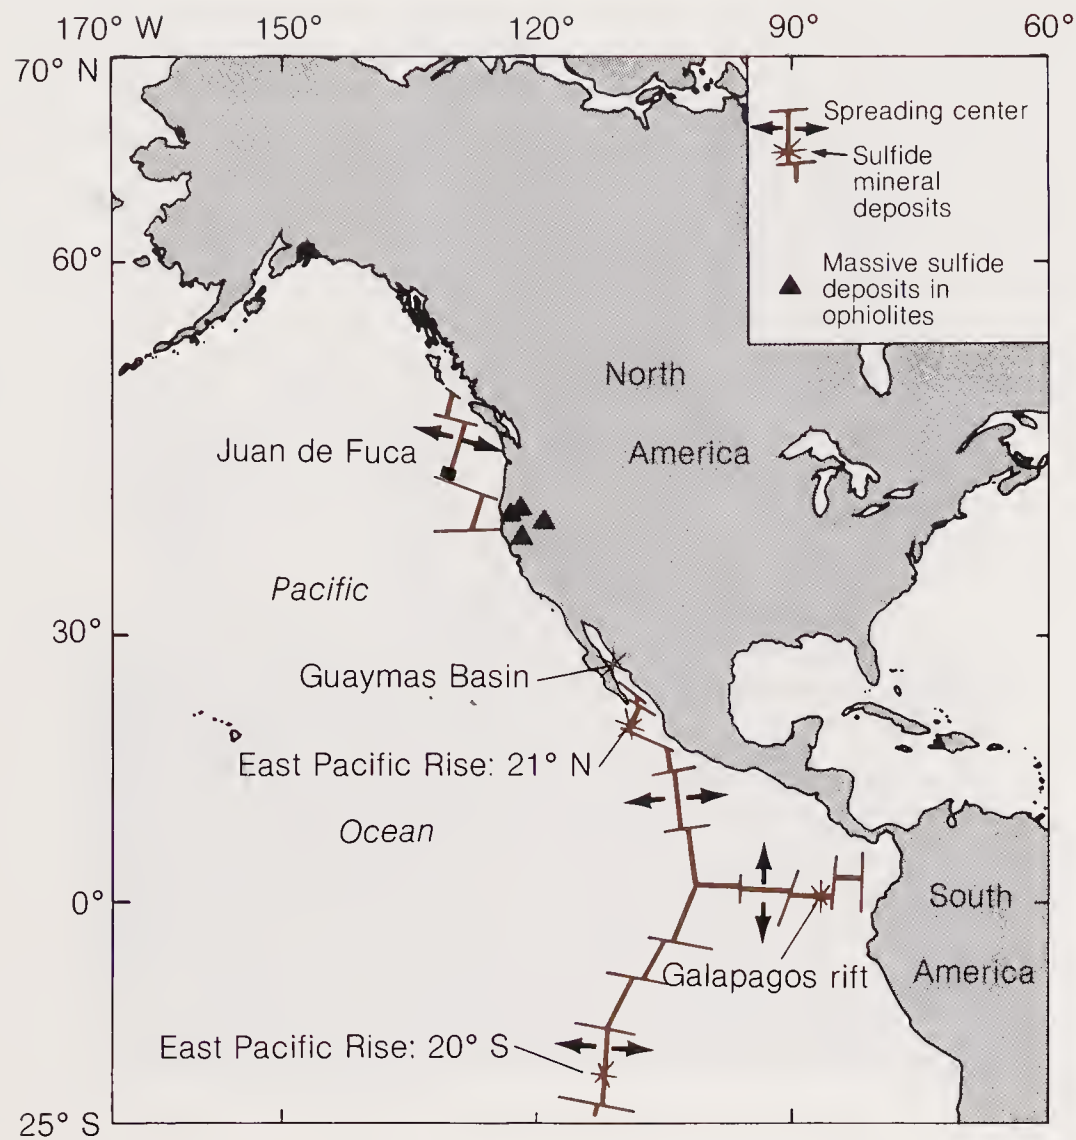 170° W
150°
120°
90°
60°
70° N
60°
30°
0°
25° S
Spreading center
Sulfide
mineral
deposits
Massive sulfide
deposits in
ophiolites
North
America
Juan de Fuca
Pacific
Guaymas Basin
East Pacific Rise: 21° N
Ocean
South
America
Galapagos rift
East Pacific Rise: 20° S